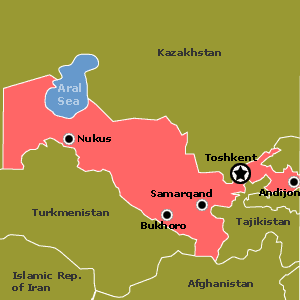 Kazakhstan
Aral
Sea
Nukus
Toshkent
Samarqand
Andijon
Turkmenistan
Bukhoro
Tajikistan
Islamic Rep.
of Iran
Afghanistan